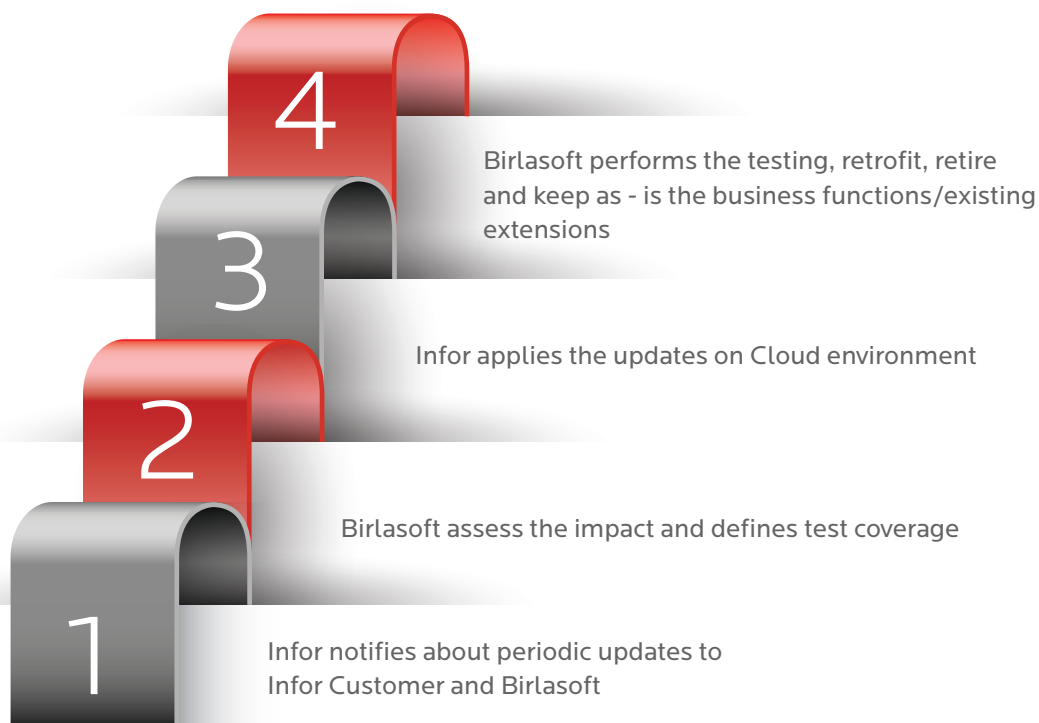 4
Birlasoft performs the testing, retrofit, retire
and keep as - is the business functions/existing
extensions
3
Infor applies the updates on Cloud environment
2
Birlasoft assess the impact and defines test coverage
1
Infor notifies about periodic updates to
Infor Customer and Birlasoft